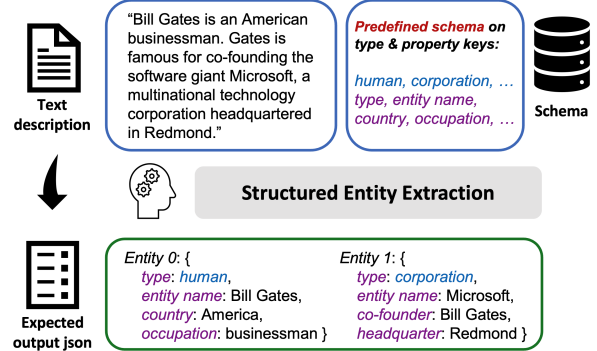 “Bill Gates is an American
businessman. Gates is
famous for co-founding the
software giant Microsoft, a
multinational technology
corporation headquartered
in Redmond.”
Text
description
Predefined schema on
type & property keys:
human, corporation, …
type, entity name,
country, occupation, …
Schema
Structured Entity Extraction
Expected
output json
Entity 0: {
type: human,
entity name: Bill Gates,
country: America,
occupation: businessman }
Entity 1: {
type: corporation,
entity name: Microsoft,
co-founder: Bill Gates,
headquarter: Redmond }